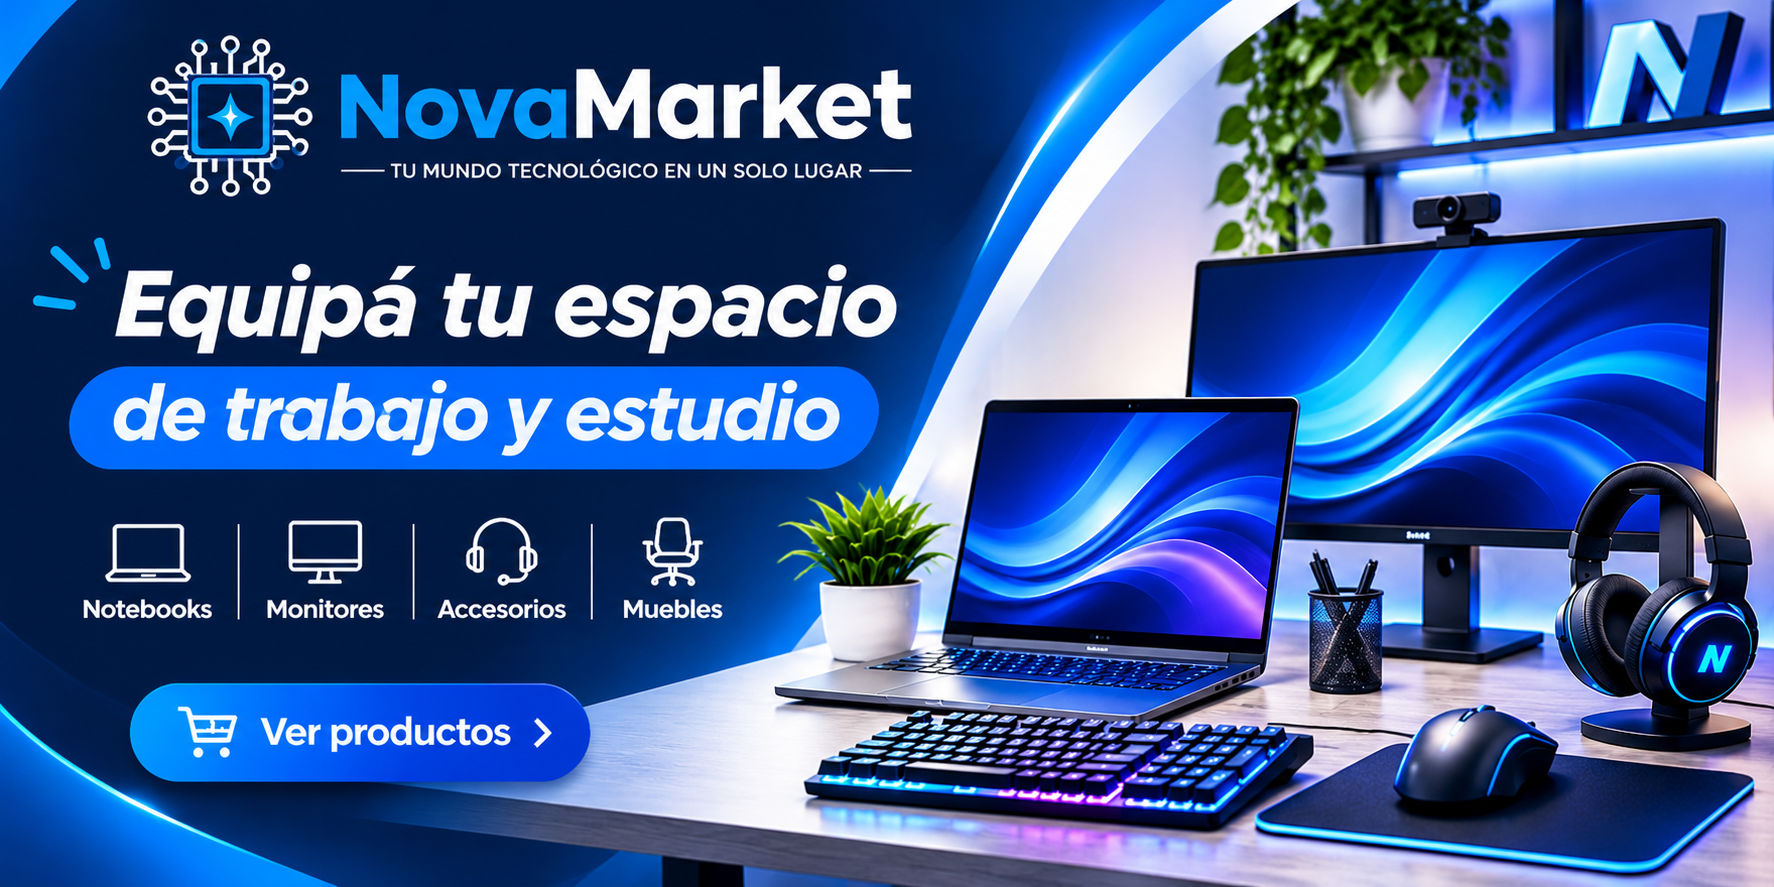 NovaMarket
TU MUNDO TECNOLÓGICO EN UN SOLO LUGAR
Equipá tu espacio
de trabajo y estudio
Notebooks
Monitores
Accesorios
Muebles
Ver productos
N
N